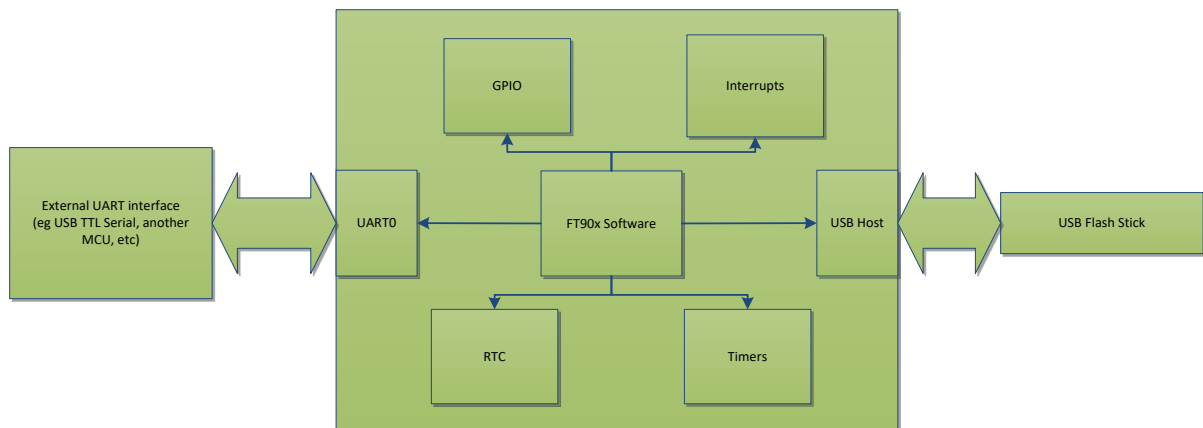 GPIO
Interrupts
External UART interface
(eg USB TTL Serial, another
MCU, etc)
UART0
FT90x Software
USB Host
USB Flash Stick
RTC
Timers